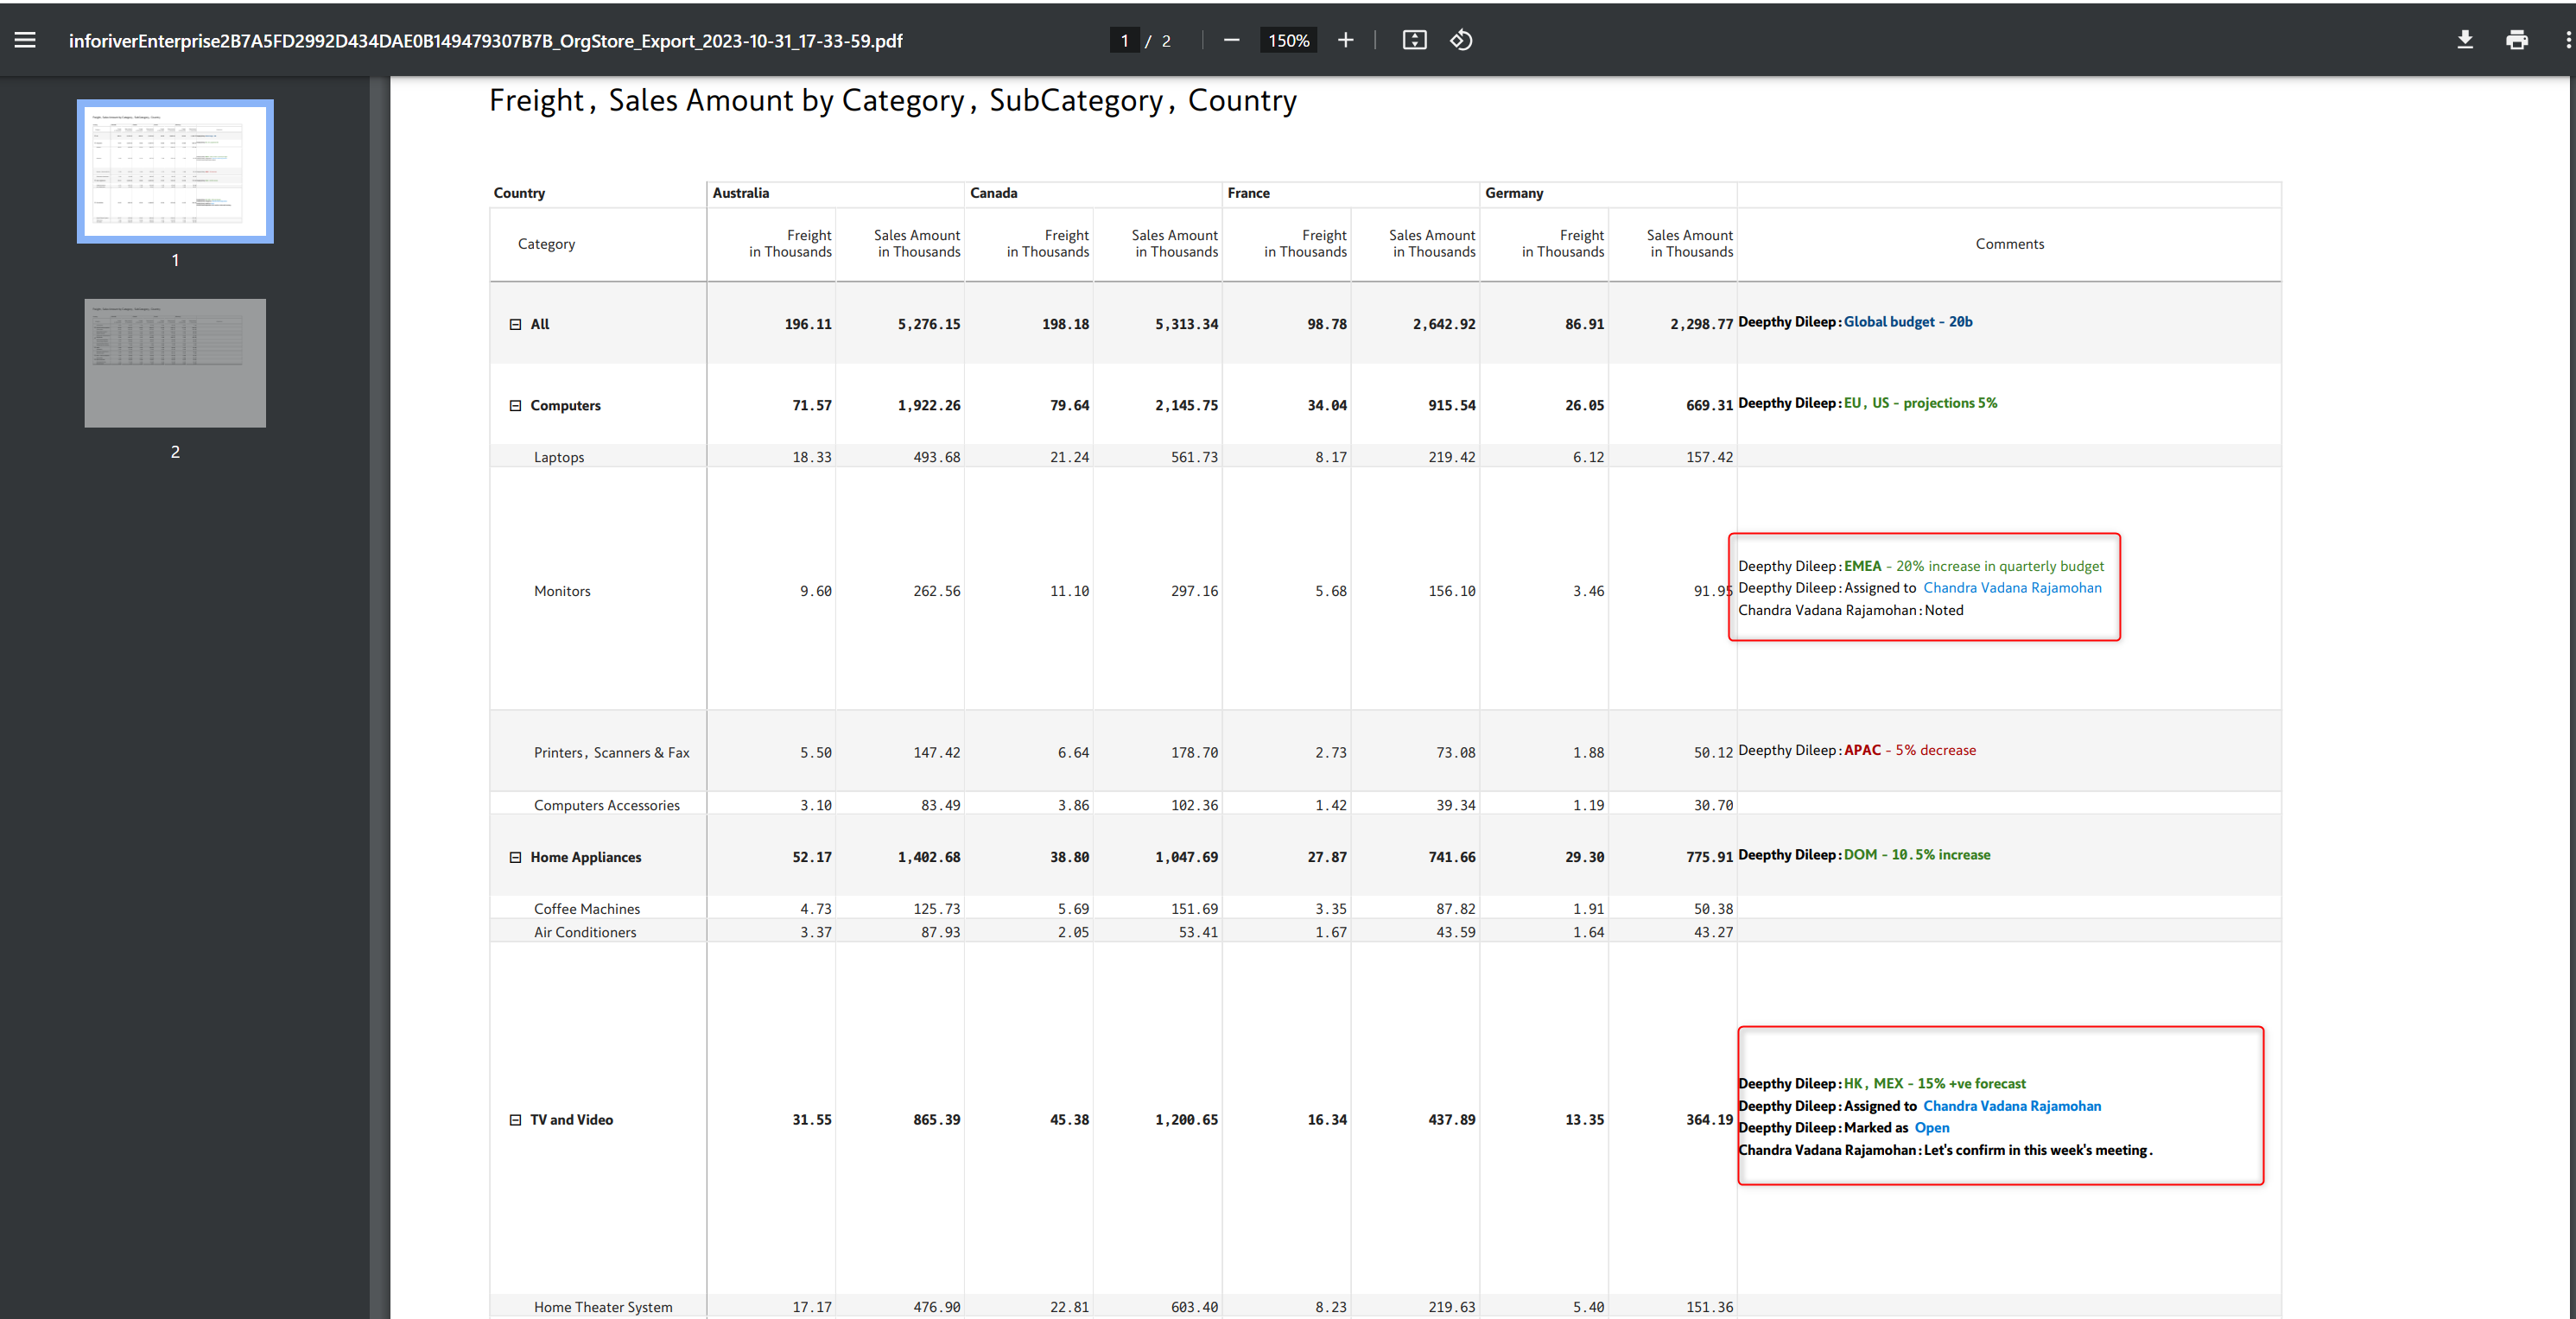 inforiverEnterprise2B7A5FD2992D434DAE0B149479307B7B_OrgStore_Export_2023-10-31_17-33-59.pdf 1 / 2 150%
1
2
Freight, Sales Amount by Category, SubCategory, Country
Country Australia Canada France Germany
Category Freight in Thousands Sales Amount in Thousands Freight in Thousands Sales Amount in Thousands Freight in Thousands Sales Amount in Thousands Freight in Thousands Sales Amount in Thousands Comments
All 196.11 5,276.15 198.18 5,313.34 98.78 2,642.92 86.91 2,298.77 Deepthy Dileep:Global budget - 20b
Computers 71.57 1,922.26 79.64 2,145.75 34.04 915.54 26.05 669.31 Deepthy Dileep:EU, US - projections 5%
Laptops 18.33 493.68 21.24 561.73 8.17 219.42 6.12 157.42
Monitors 9.60 262.56 11.10 297.16 5.68 156.10 3.46 91.95
Deepthy Dileep:EMEA - 20% increase in quarterly budget
Deepthy Dileep:Assigned to Chandra Vadana Rajamohan
Chandra Vadana Rajamohan:Noted
Printers, Scanners & Fax 5.50 147.42 6.64 178.70 2.73 73.08 1.88 50.12 Deepthy Dileep:APAC - 5% decrease
Computers Accessories 3.10 83.49 3.86 102.36 1.42 39.34 1.19 30.70
Home Appliances 52.17 1,402.68 38.80 1,047.69 27.87 741.66 29.30 775.91 Deepthy Dileep:DOM - 10.5% increase
Coffee Machines 4.73 125.73 5.69 151.69 3.35 87.82 1.91 50.38
Air Conditioners 3.37 87.93 2.05 53.41 1.67 43.59 1.64 43.27
TV and Video 31.55 865.39 45.38 1,200.65 16.34 437.89 13.35 364.19
Deepthy Dileep:HK, MEX - 15% +ve forecast
Deepthy Dileep:Assigned to Chandra Vadana Rajamohan
Deepthy Dileep:Marked as Open
Chandra Vadana Rajamohan:Let's confirm in this week's meeting.
Home Theater System 17.17 476.90 22.81 603.40 8.23 219.63 5.40 151.36